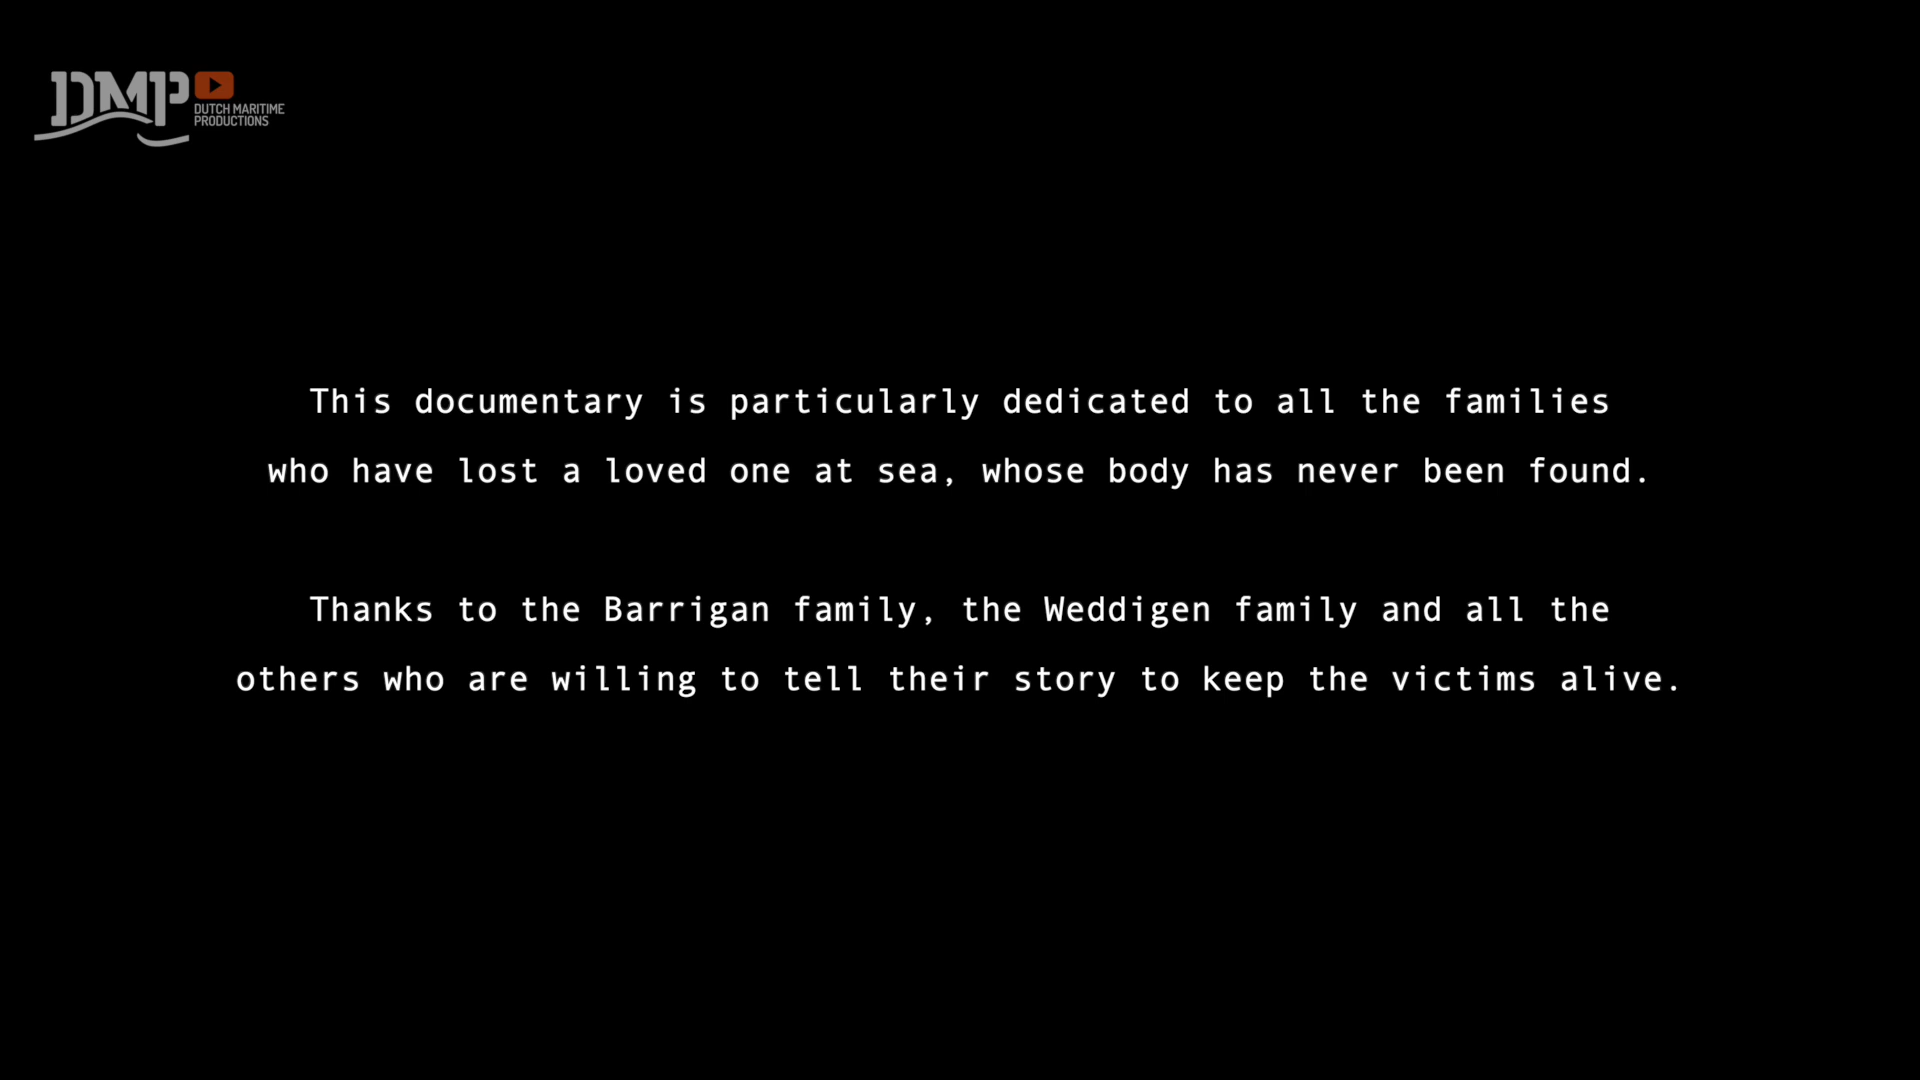 DMP
DUTCH MARITIME
PRODUCTIONS
This documentary is particularly dedicated to all the families
who have lost a loved one at sea, whose body has never been found.
Thanks to the Barrigan family, the Weddigen family and all the
others who are willing to tell their story to keep the victims alive.